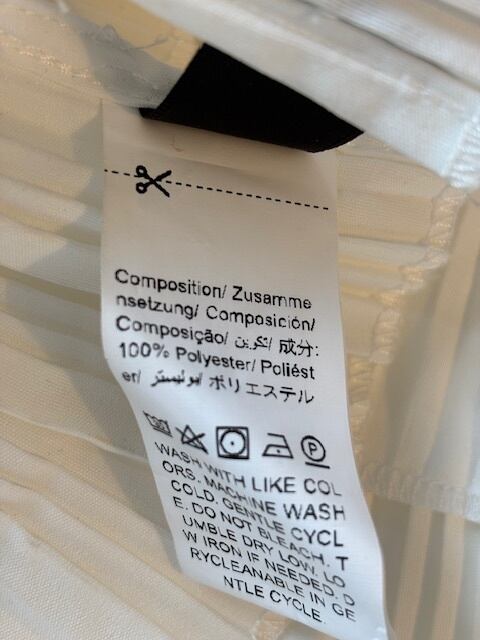 Composition/ Zusamme
nsetzung/ Composición/
Composição/ تكوين/ 成分:
100% Polyester/ Poliést
er/ بوليستر/ ポリエステル
P
WASH WITH LIKE COL
ORS. MACHINE WASH
COLD. GENTLE CYCL
E. DO NOT BLEACH. T
UMBLE DRY LOW. LO
W IRON IF NEEDED. D
RYCLEANABLE IN GE
NTLE CYCLE.